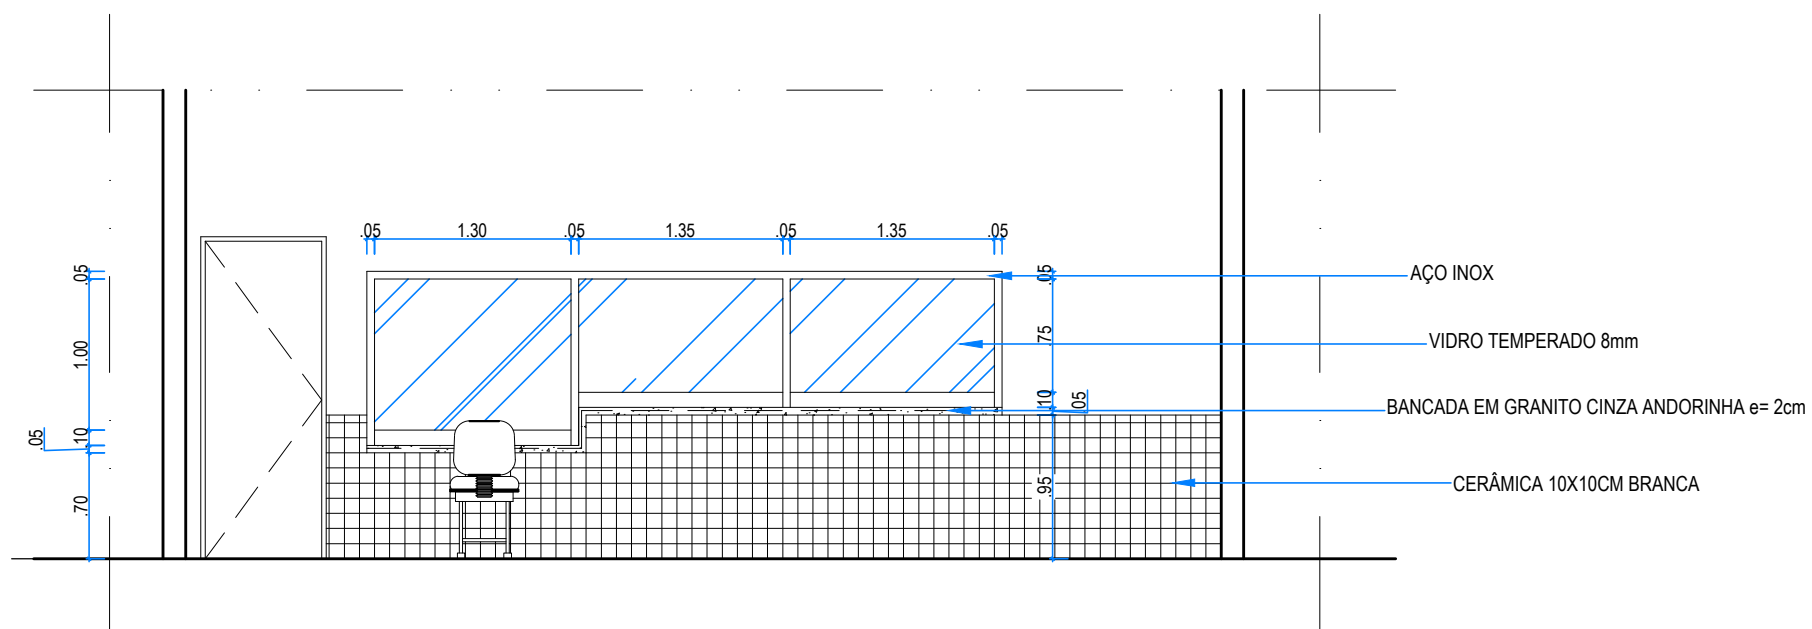 .05 1.30 .05 1.35 .05 1.35 .05
.05
1.00
.10
.05
.70
.05
.75
.10
.05
.95
AÇO INOX
VIDRO TEMPERADO 8mm
BANCADA EM GRANITO CINZA ANDORINHA e= 2cm
CERÂMICA 10X10CM BRANCA